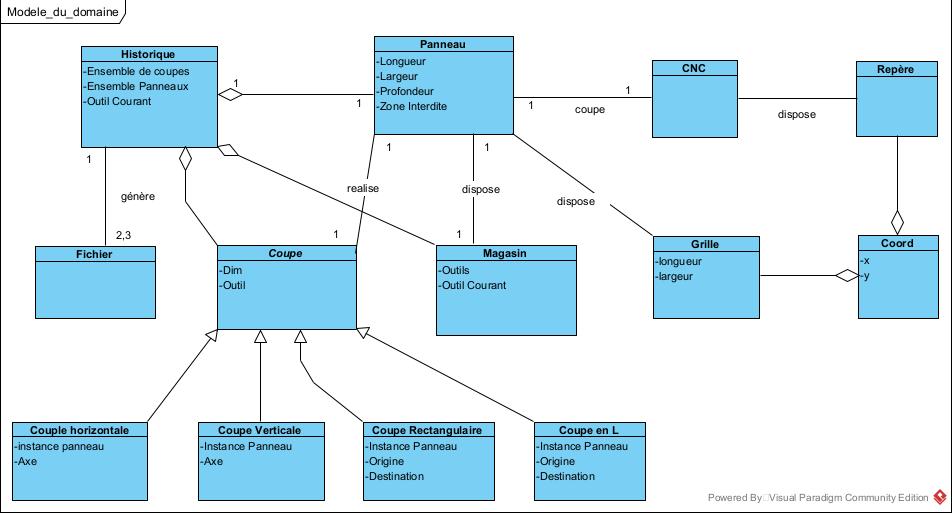 Modele_du_domaine
Historique
-Ensemble de coupes
-Ensemble Panneaux
-Outil Courant
1
1
Panneau
-Longueur
-Largeur
-Profondeur
-Zone Interdite
1
coupe
1
CNC
dispose
Repère
1
génère
2,3
1
realise
1
1
dispose
1
dispose
Fichier
Coupe
-Dim
-Outil
Magasin
-Outils
-Outil Courant
Grille
-longueur
-largeur
Coord
-x
-y
Couple horizontale
-instance panneau
-Axe
Coupe Verticale
-Instance Panneau
-Axe
Coupe Rectangulaire
-Instance Panneau
-Origine
-Destination
Coupe en L
-Instance Panneau
-Origine
-Destination
Powered By Visual Paradigm Community Edition